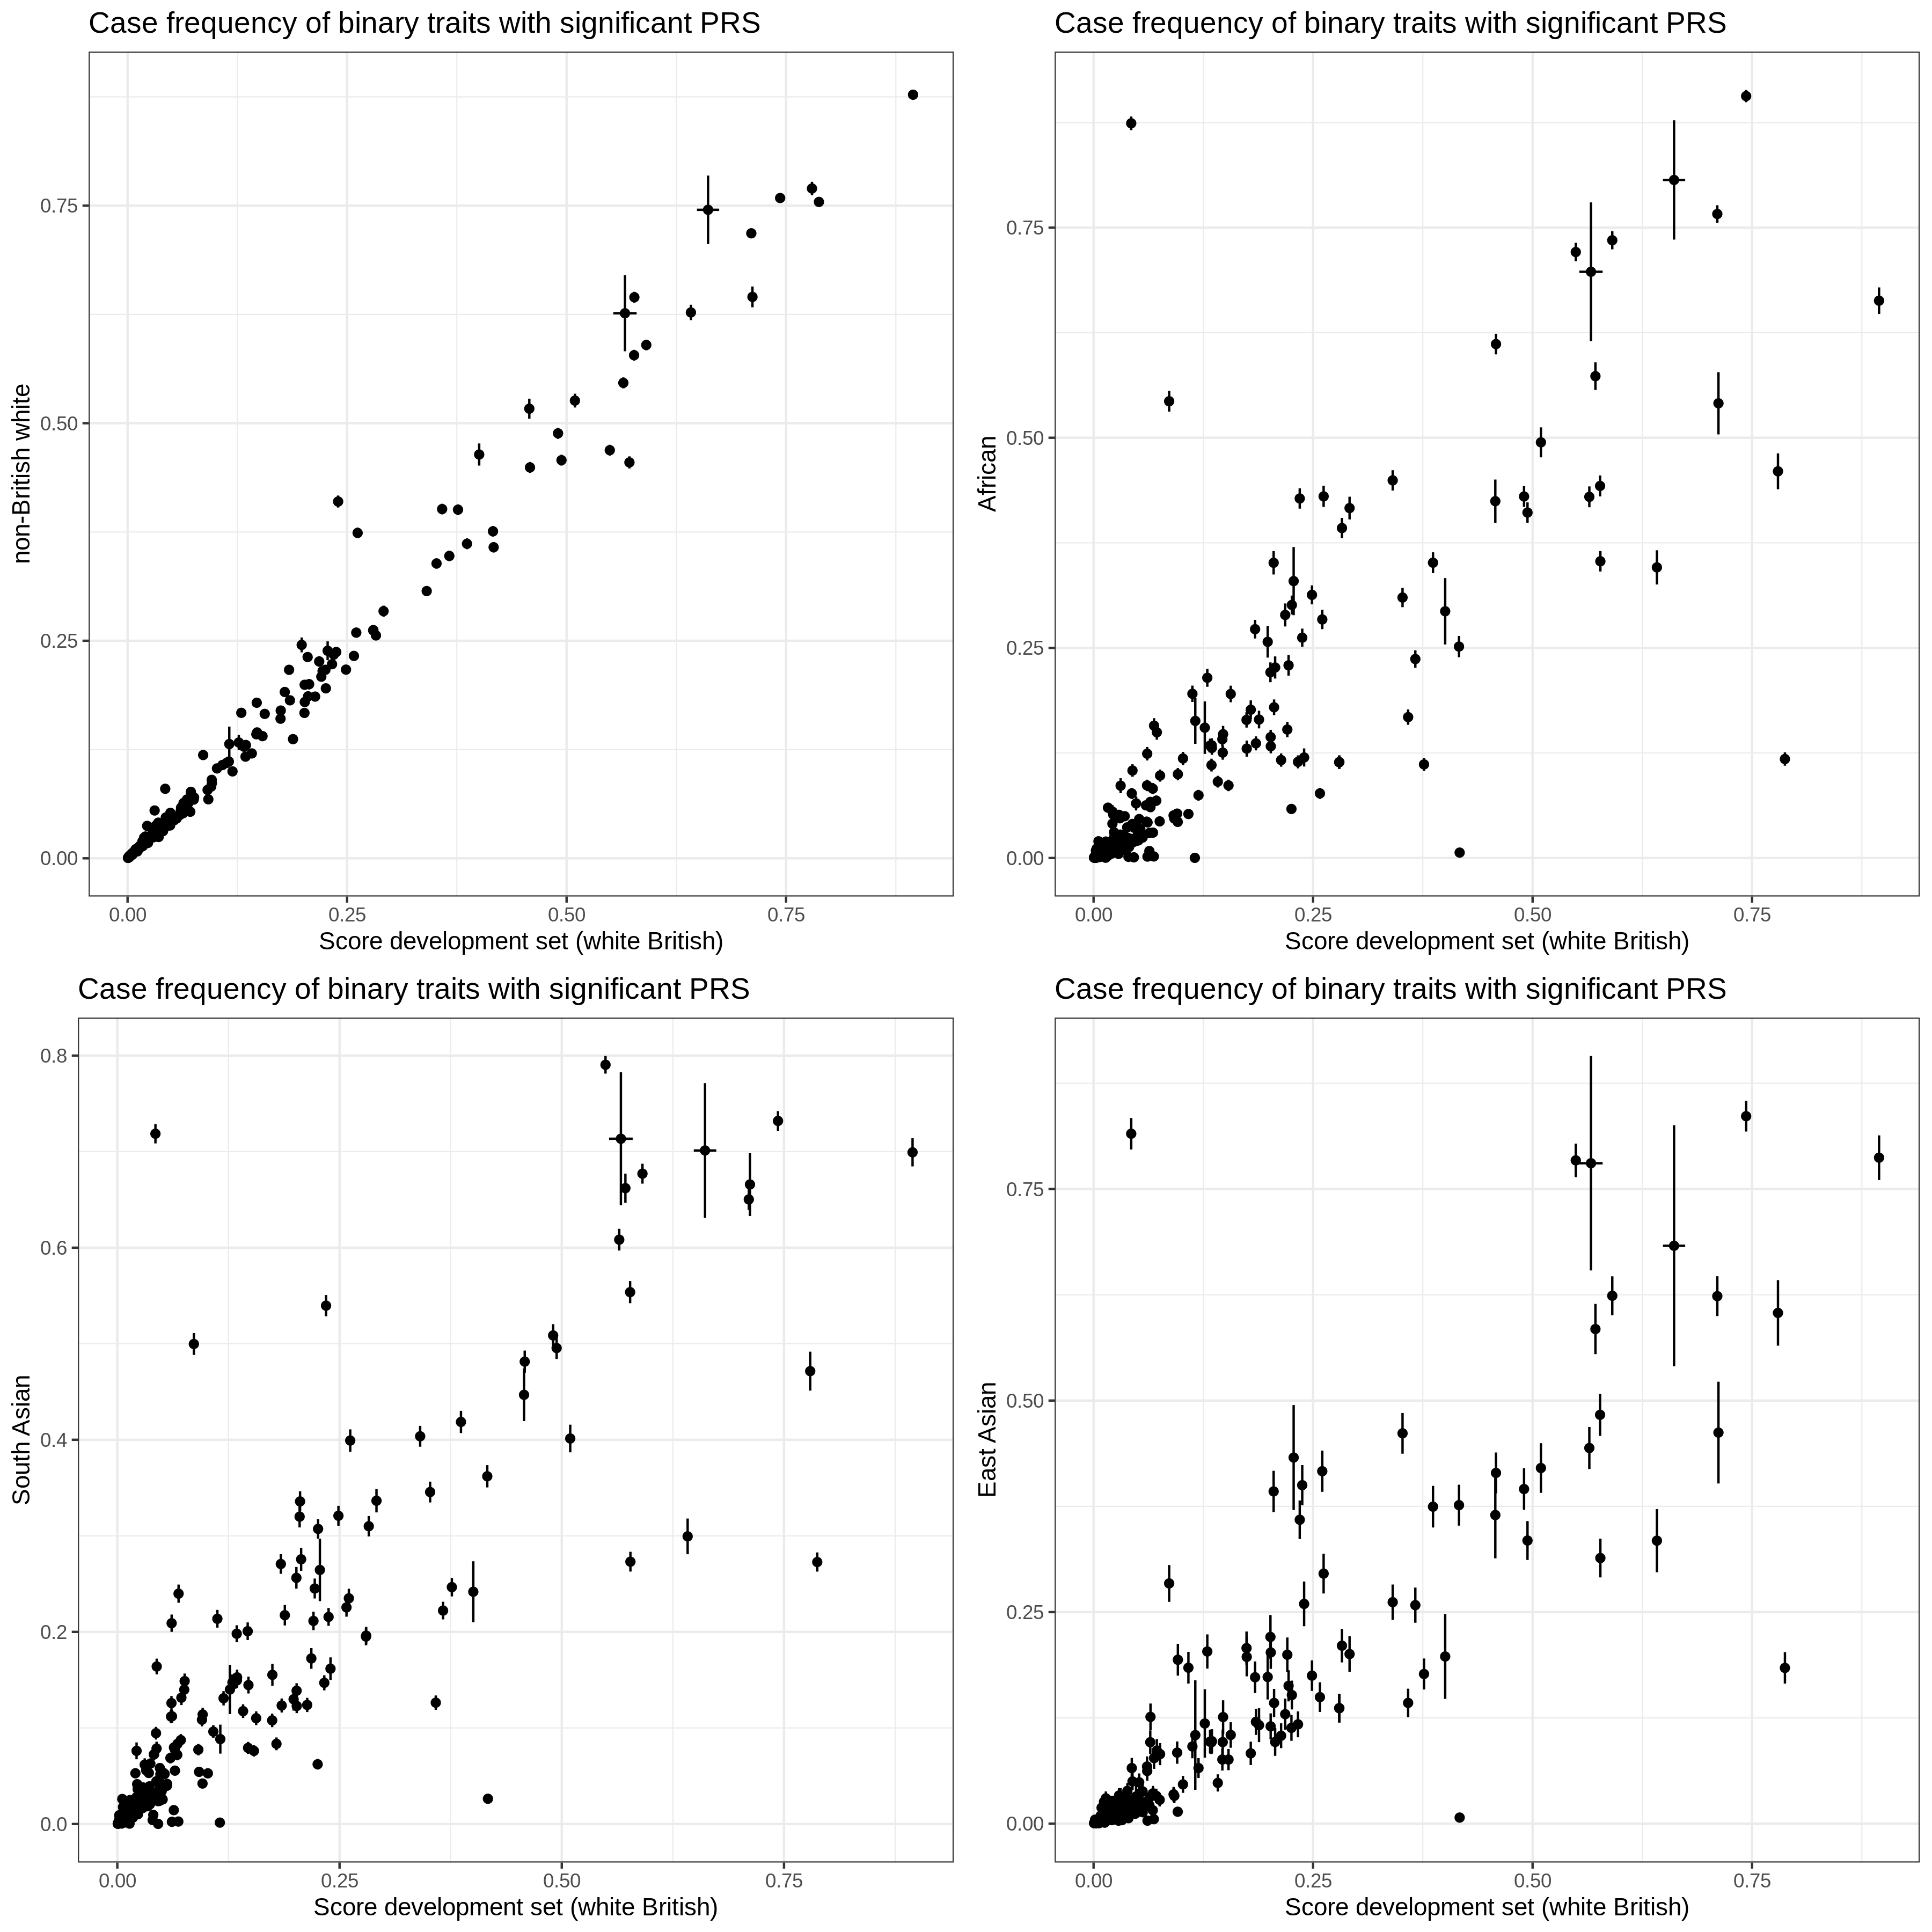 Case frequency of binary traits with significant PRS
non-British white
0.75
0.50
0.25
0.00
0.00 0.25 0.50 0.75
Score development set (white British)
Case frequency of binary traits with significant PRS
African
0.75
0.50
0.25
0.00
0.00 0.25 0.50 0.75
Score development set (white British)
Case frequency of binary traits with significant PRS
South Asian
0.8
0.6
0.4
0.2
0.0
0.00 0.25 0.50 0.75
Score development set (white British)
Case frequency of binary traits with significant PRS
East Asian
0.75
0.50
0.25
0.00
0.00 0.25 0.50 0.75
Score development set (white British)